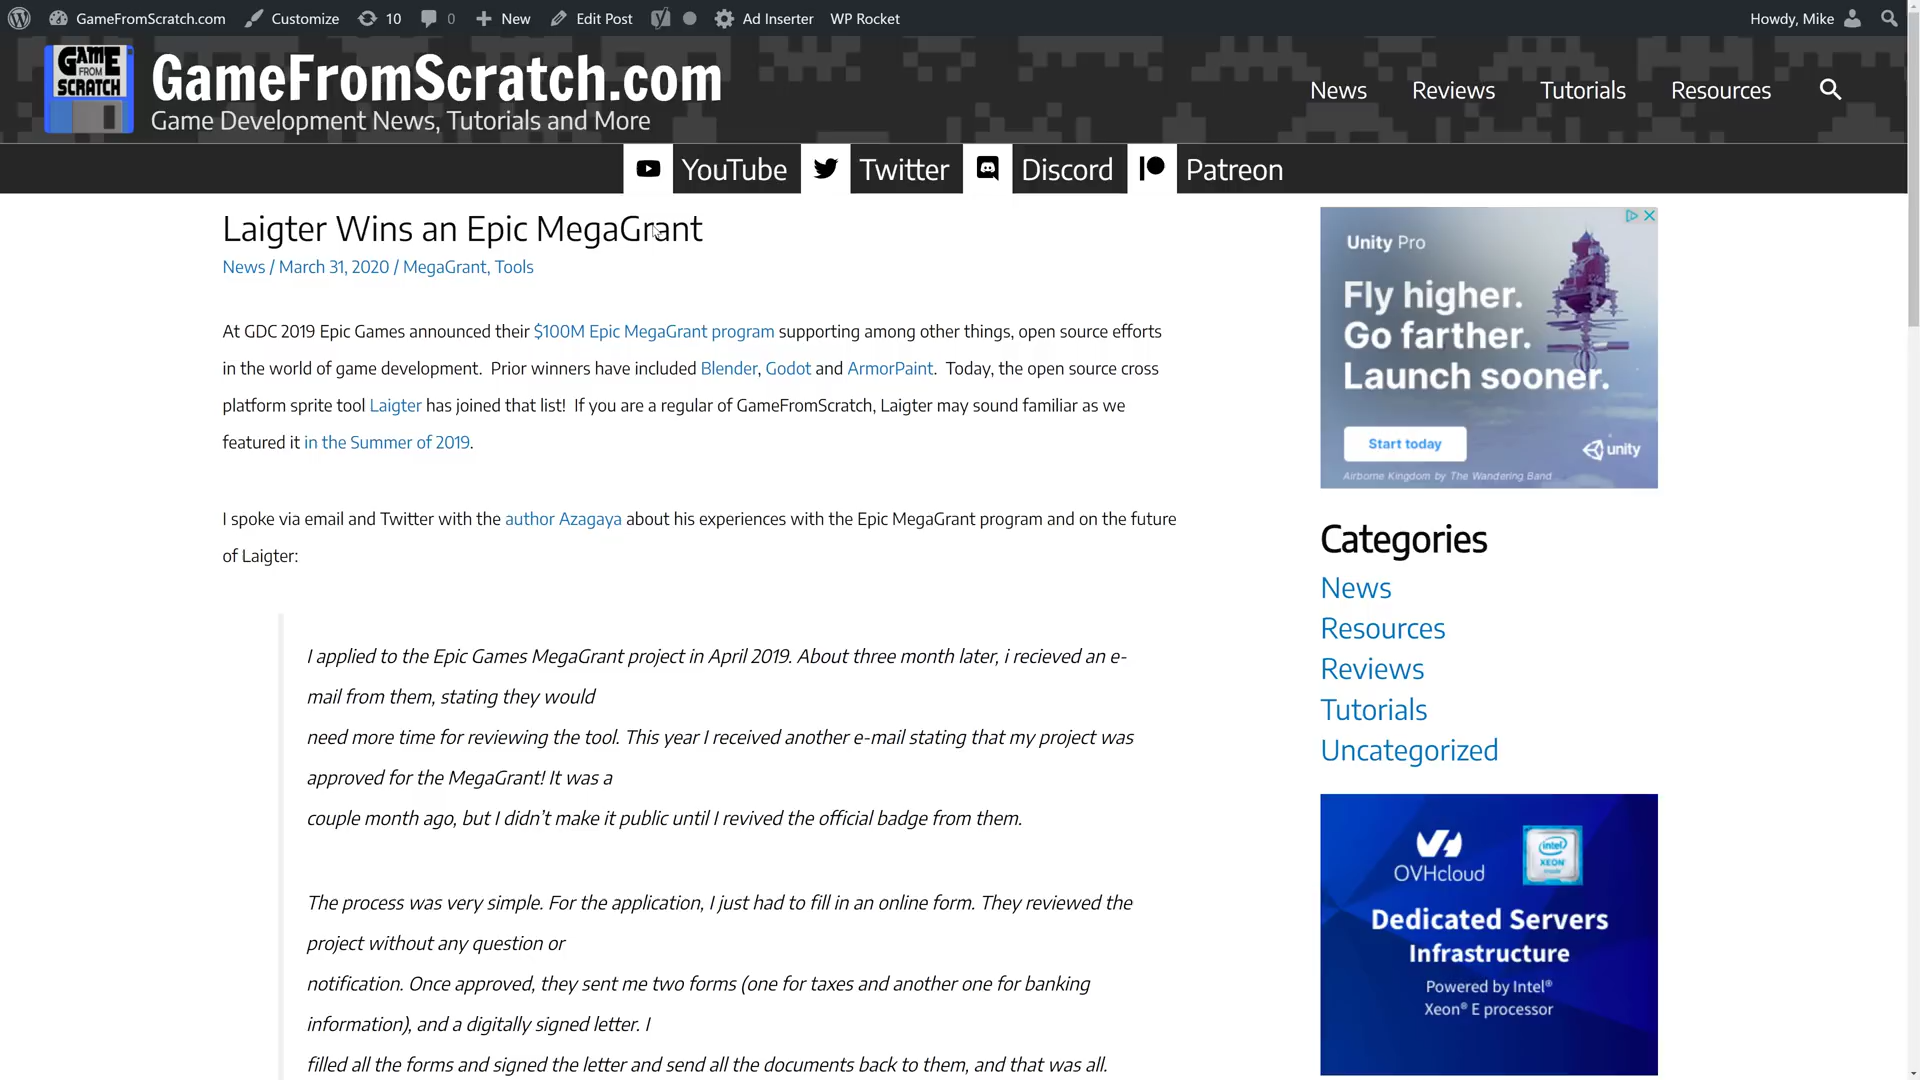 GameFromScratch.com Customize 10 0 New Edit Post Ad Inserter WP Rocket Howdy, Mike
GAME FROM SCRATCH
GameFromScratch.com
Game Development News, Tutorials and More
News Reviews Tutorials Resources
YouTube Twitter Discord Patreon
Laigter Wins an Epic MegaGrant
News / March 31, 2020 / MegaGrant, Tools
At GDC 2019 Epic Games announced their $100M Epic MegaGrant program supporting among other things, open source efforts
in the world of game development. Prior winners have included Blender, Godot and ArmorPaint. Today, the open source cross
platform sprite tool Laigter has joined that list! If you are a regular of GameFromScratch, Laigter may sound familiar as we
featured it in the Summer of 2019.
I spoke via email and Twitter with the author Azagaya about his experiences with the Epic MegaGrant program and on the future
of Laigter:
I applied to the Epic Games MegaGrant project in April 2019. About three month later, i recieved an e-
mail from them, stating they would
need more time for reviewing the tool. This year I received another e-mail stating that my project was
approved for the MegaGrant! It was a
couple month ago, but I didn’t make it public until I revived the official badge from them.
The process was very simple. For the application, I just had to fill in an online form. They reviewed the
project without any question or
notification. Once approved, they sent me two forms (one for taxes and another one for banking
information), and a digitally signed letter. I
filled all the forms and signed the letter and send all the documents back to them, and that was all.
Unity Pro
Fly higher.
Go farther.
Launch sooner.
Start today
unity
Airborne Kingdom by The Wandering Band
Categories
News
Resources
Reviews
Tutorials
Uncategorized
OVHcloud
intel XEON inside
Dedicated Servers
Infrastructure
Powered by Intel®
Xeon® E processor